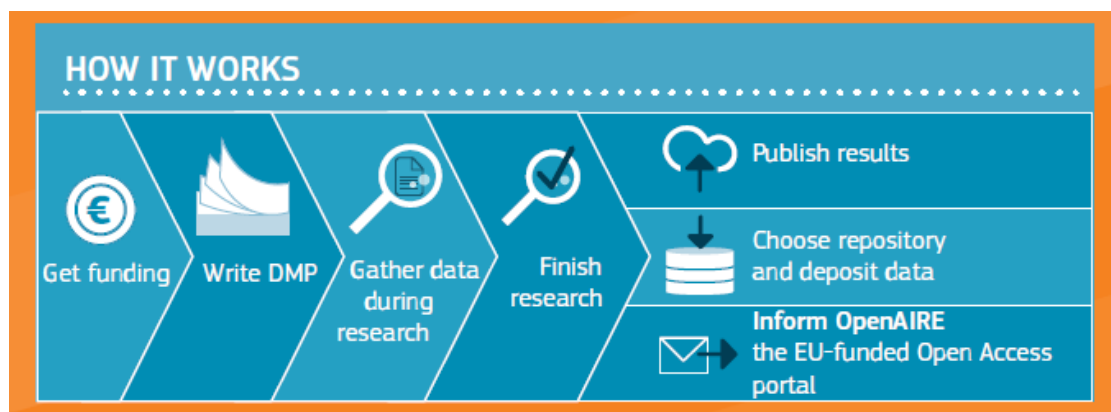 HOW IT WORKS
€
Get funding
Write DMP
Gather data
during
research
Finish
research
Publish results
Choose repository
and deposit data
Inform OpenAIRE
the EU-funded Open Access
portal